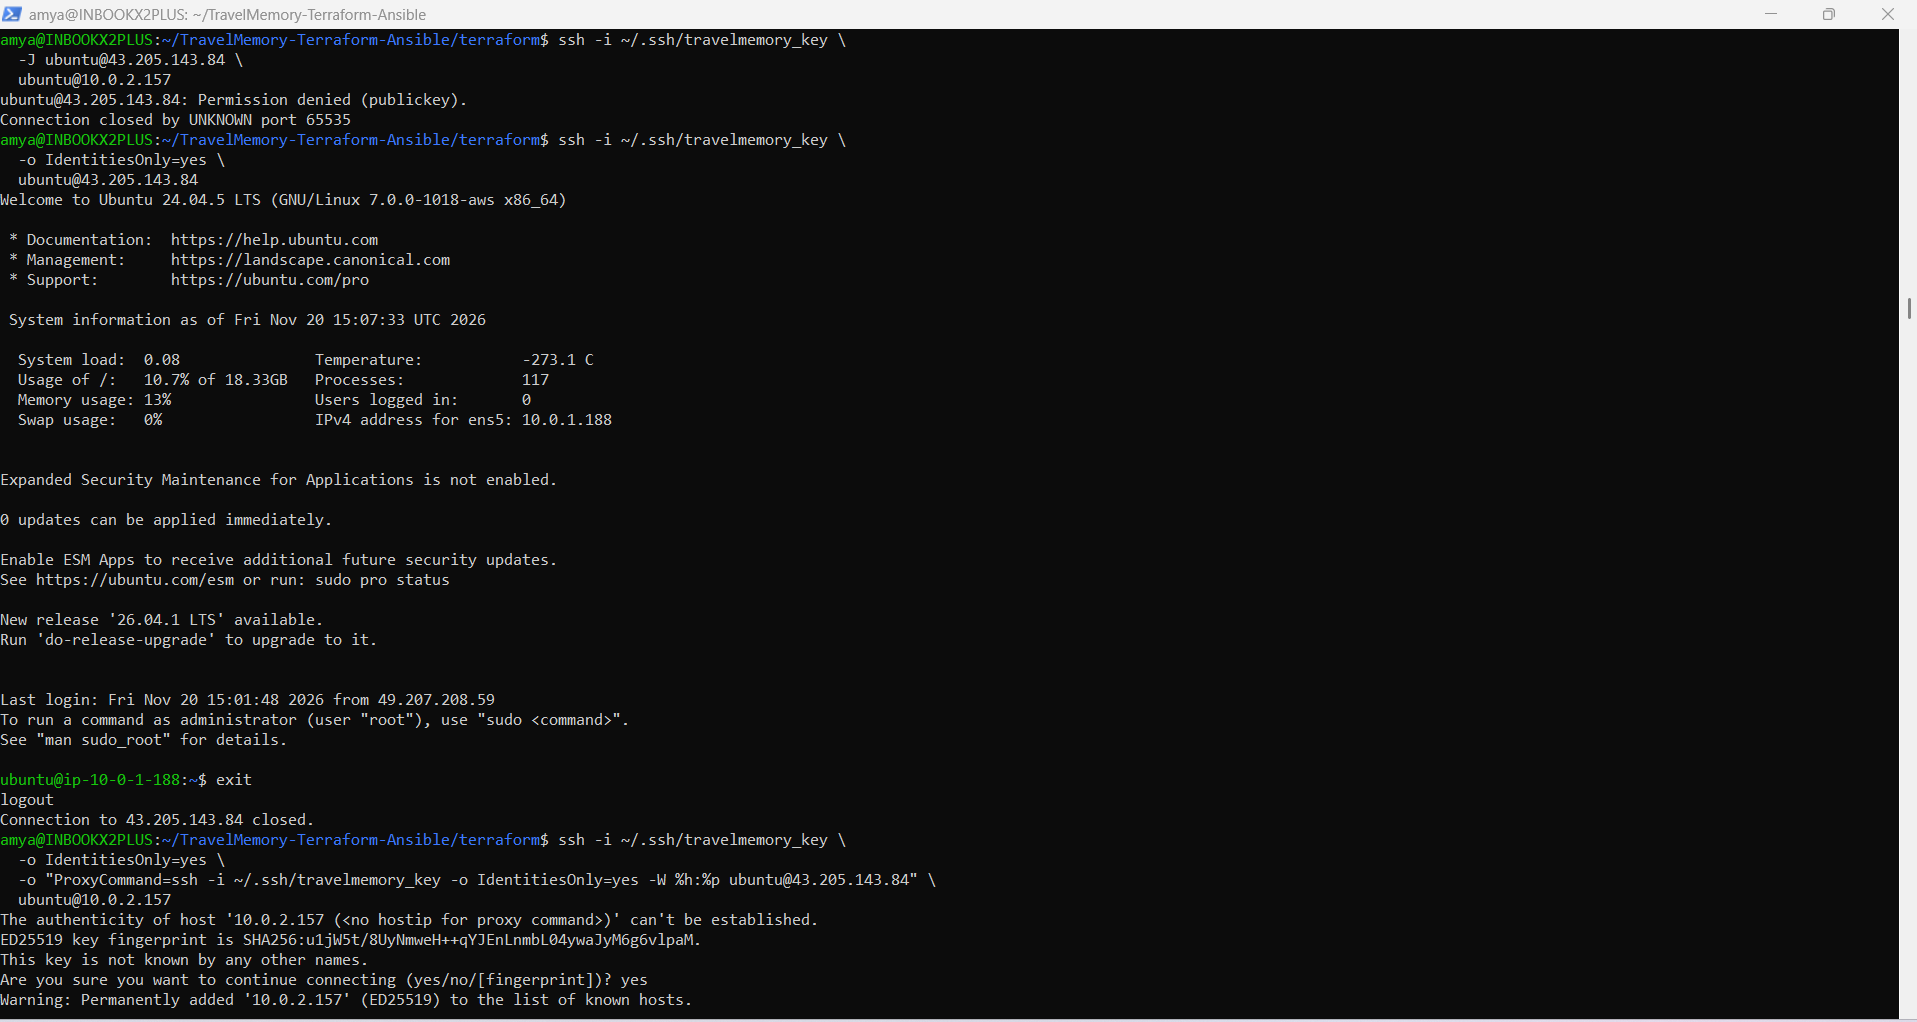 amya@INBOOKX2PLUS: ~/TravelMemory-Terraform-Ansible
amya@INBOOKX2PLUS:~/TravelMemory-Terraform-Ansible/terraform$ ssh -i ~/.ssh/travelmemory_key \
  -J ubuntu@43.205.143.84 \
  ubuntu@10.0.2.157
ubuntu@43.205.143.84: Permission denied (publickey).
Connection closed by UNKNOWN port 65535
amya@INBOOKX2PLUS:~/TravelMemory-Terraform-Ansible/terraform$ ssh -i ~/.ssh/travelmemory_key \
  -o IdentitiesOnly=yes \
  ubuntu@43.205.143.84
Welcome to Ubuntu 24.04.5 LTS (GNU/Linux 7.0.0-1018-aws x86_64)
 * Documentation:  https://help.ubuntu.com
 * Management:     https://landscape.canonical.com
 * Support:        https://ubuntu.com/pro
 System information as of Fri Nov 20 15:07:33 UTC 2026
  System load:  0.08               Temperature:           -273.1 C
  Usage of /:   10.7% of 18.33GB   Processes:             117
  Memory usage: 13%                Users logged in:       0
  Swap usage:   0%                 IPv4 address for ens5: 10.0.1.188
Expanded Security Maintenance for Applications is not enabled.
0 updates can be applied immediately.
Enable ESM Apps to receive additional future security updates.
See https://ubuntu.com/esm or run: sudo pro status
New release '26.04.1 LTS' available.
Run 'do-release-upgrade' to upgrade to it.
Last login: Fri Nov 20 15:01:48 2026 from 49.207.208.59
To run a command as administrator (user "root"), use "sudo <command>".
See "man sudo_root" for details.
ubuntu@ip-10-0-1-188:~$ exit
logout
Connection to 43.205.143.84 closed.
amya@INBOOKX2PLUS:~/TravelMemory-Terraform-Ansible/terraform$ ssh -i ~/.ssh/travelmemory_key \
  -o IdentitiesOnly=yes \
  -o "ProxyCommand=ssh -i ~/.ssh/travelmemory_key -o IdentitiesOnly=yes -W %h:%p ubuntu@43.205.143.84" \
  ubuntu@10.0.2.157
The authenticity of host '10.0.2.157 (<no hostip for proxy command>)' can't be established.
ED25519 key fingerprint is SHA256:u1jW5t/8UyNmweH++qYJEnLnmbL04ywaJyM6g6vlpaM.
This key is not known by any other names.
Are you sure you want to continue connecting (yes/no/[fingerprint])? yes
Warning: Permanently added '10.0.2.157' (ED25519) to the list of known hosts.